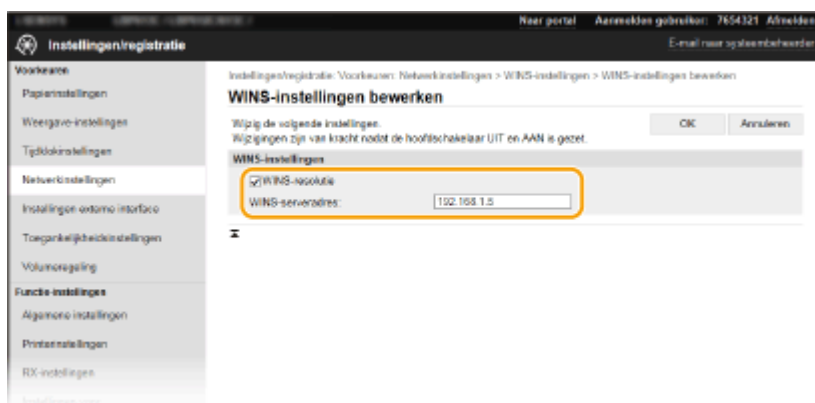 Naar portal Aanmelden gebruiker: 7654321 Afmelden
Instellingen/registratie
E-mail naar systeembeheerder
Voorkeuren
Papierinstellingen
Weergave-instellingen
Tijdklokinstellingen
Netwerkinstellingen
Instellingen externe interface
Toegankelijkheidsinstellingen
Volumeregeling
Functie-instellingen
Algemene instellingen
Printerinstellingen
RX-instellingen
Instellingen/registratie: Voorkeuren: Netwerkinstellingen > WINS-instellingen > WINS-instellingen bewerken
WINS-instellingen bewerken
Wijzig de volgende instellingen.
Wijzigingen zijn van kracht nadat de hoofdschakelaar UIT en AAN is gezet.
OK Annuleren
WINS-instellingen
WINS-resolutie
WINS-serveradres: 192.168.1.5